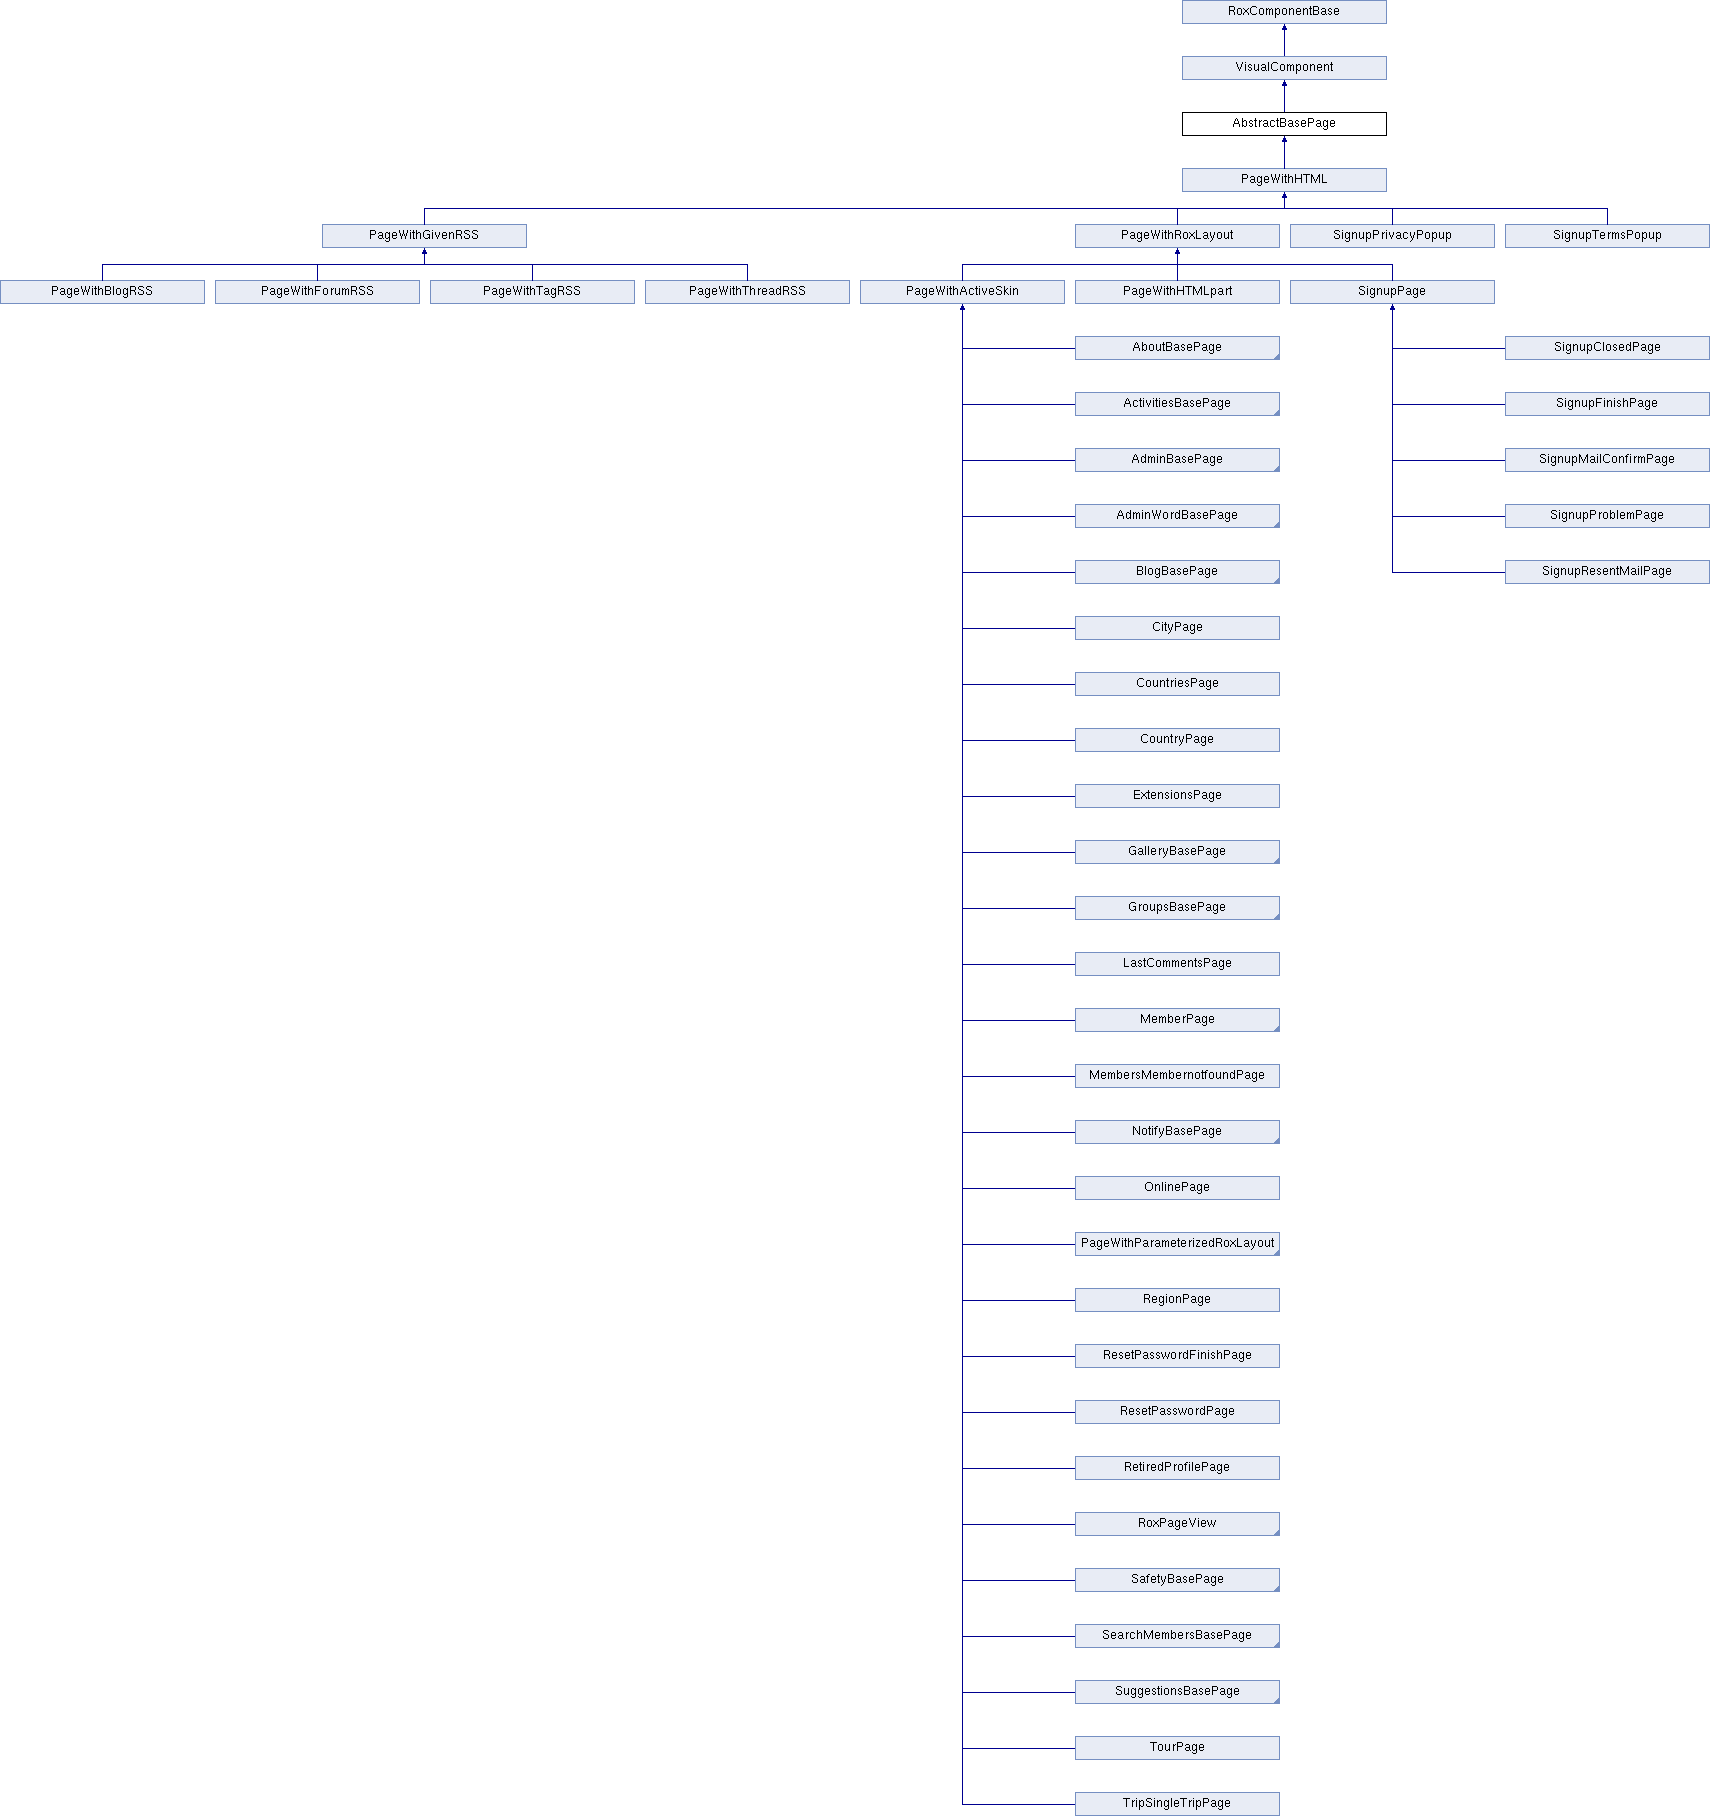 RoxComponentBase
VisualComponent
AbstractBasePage
PageWithHTML
PageWithGivenRSS PageWithRoxLayout SignupPrivacyPopup SignupTermsPopup
PageWithBlogRSS PageWithForumRSS PageWithTagRSS PageWithThreadRSS PageWithActiveSkin PageWithHTMLpart SignupPage
AboutBasePage SignupClosedPage
ActivitiesBasePage SignupFinishPage
AdminBasePage SignupMailConfirmPage
AdminWordBasePage SignupProblemPage
BlogBasePage SignupResentMailPage
CityPage
CountriesPage
CountryPage
ExtensionsPage
GalleryBasePage
GroupsBasePage
LastCommentsPage
MemberPage
MembersMembernotfoundPage
NotifyBasePage
OnlinePage
PageWithParameterizedRoxLayout
RegionPage
ResetPasswordFinishPage
ResetPasswordPage
RetiredProfilePage
RoxPageView
SafetyBasePage
SearchMembersBasePage
SuggestionsBasePage
TourPage
TripSingleTripPage